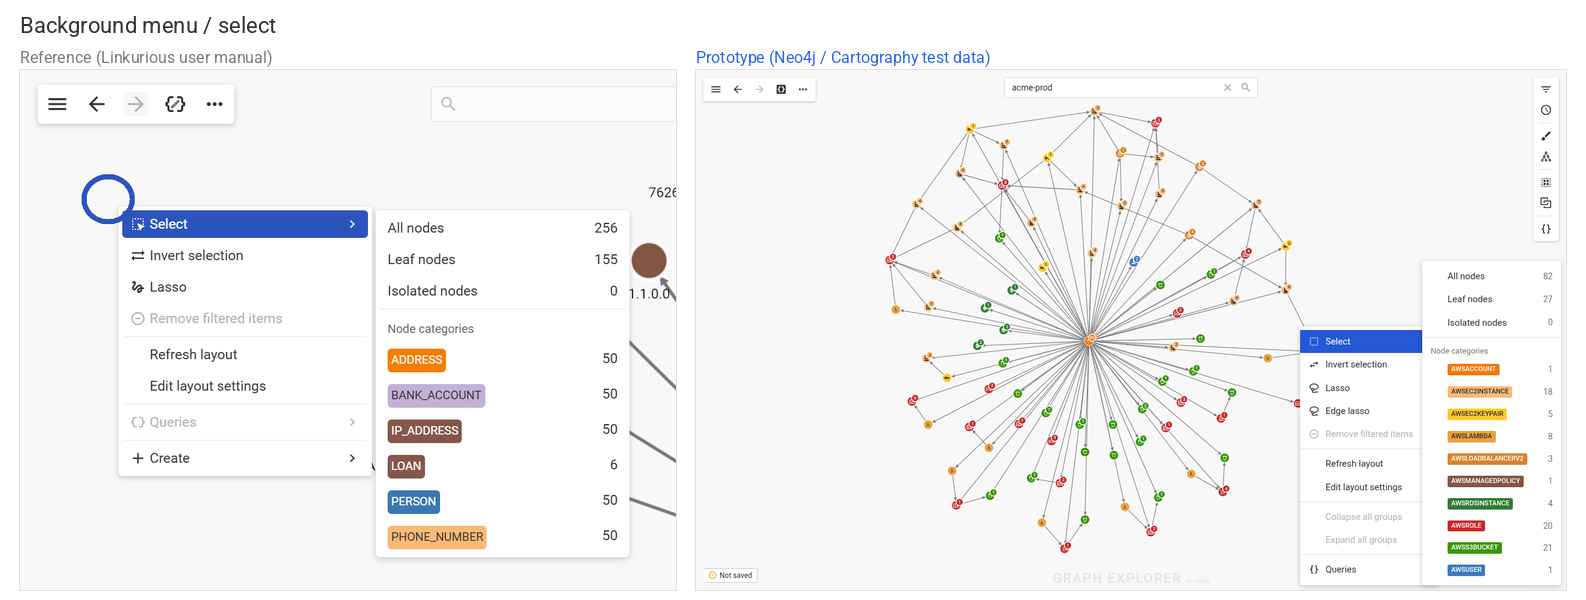 Background menu / select
Reference (Linkurious user manual)
Select
Invert selection
Lasso
Remove filtered items
Refresh layout
Edit layout settings
Queries
Create
All nodes 256
Leaf nodes 155
Isolated nodes 0
Node categories
ADDRESS 50
BANK_ACCOUNT 50
IP_ADDRESS 50
LOAN 6
PERSON 50
PHONE_NUMBER 50
7626
1.1.0.0
Prototype (Neo4j / Cartography test data)
acme-prod
Select
Invert selection
Lasso
Edge lasso
Remove filtered items
Refresh layout
Edit layout settings
Collapse all groups
Expand all groups
Queries
All nodes 82
Leaf nodes 27
Isolated nodes 0
Node categories
AWSACCOUNT 1
AWSEC2INSTANCE 18
AWSEC2KEYPAIR 5
AWSLAMBDA 8
AWSLOADBALANCERV2 3
AWSMANAGEDPOLICY 1
AWSRDSINSTANCE 4
AWSROLE 20
AWSS3BUCKET 21
AWSUSER 1
Not saved
GRAPH EXPLORER